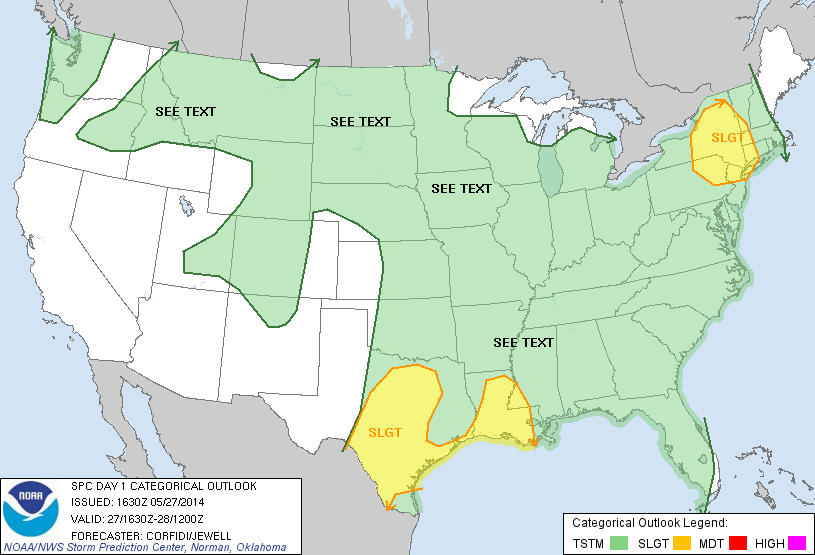 SEE TEXT
SEE TEXT
SLGT
SEE TEXT
SEE TEXT
SLGT
NOAA
SPC DAY 1 CATEGORICAL OUTLOOK
ISSUED: 1630Z 05/27/2014
VALID: 27/1630Z-28/1200Z
FORECASTER: CORFIDI/JEWELL
NOAA/NWS Storm Prediction Center, Norman, Oklahoma
Categorical Outlook Legend:
TSTM SLGT MDT HIGH